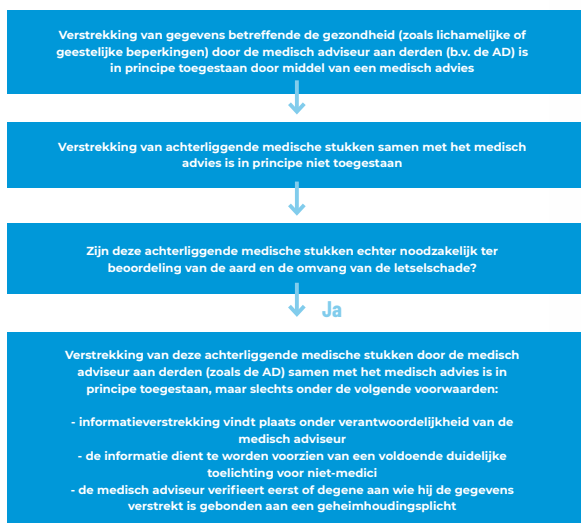 Verstrekking van gegevens betreffende de gezondheid (zoals lichamelijke of
geestelijke beperkingen) door de medisch adviseur aan derden (b.v. de AD) is
in principe toegestaan door middel van een medisch advies
Verstrekking van achterliggende medische stukken samen met het medisch
advies is in principe niet toegestaan
Zijn deze achterliggende medische stukken echter noodzakelijk ter
beoordeling van de aard en de omvang van de letselschade?
Ja
Verstrekking van deze achterliggende medische stukken door de medisch
adviseur aan derden (zoals de AD) samen met het medisch advies is in
principe toegestaan, maar slechts onder de volgende voorwaarden:
- informatieverstrekking vindt plaats onder verantwoordelijkheid van de
medisch adviseur
- de informatie dient te worden voorzien van een voldoende duidelijke
toelichting voor niet-medici
- de medisch adviseur verifieert eerst of degene aan wie hij de gegevens
verstrekt is gebonden aan een geheimhoudingsplicht